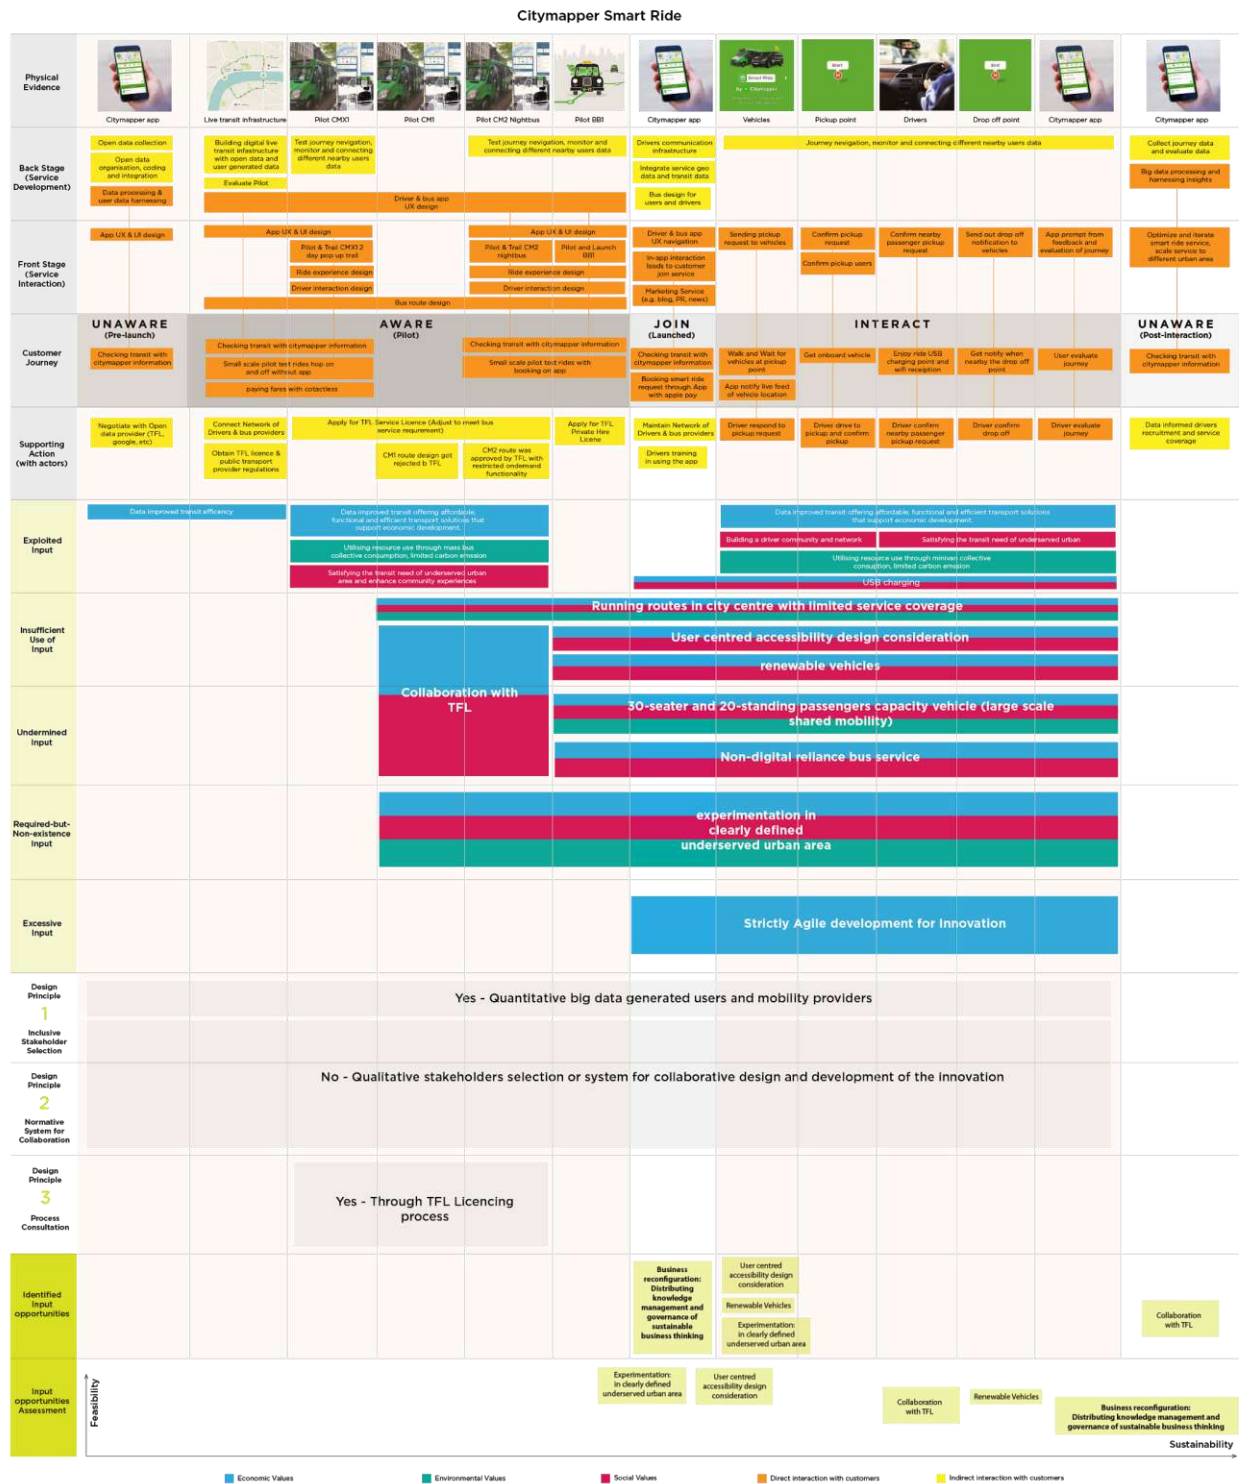 Citymapper Smart Ride
Physical
Evidence
Citymapper app
Live transit infrastructure
Pilot CMX1
Pilot CM1
Pilot CM2 Nightbus
Pilot BB1
Citymapper app
Vehicles
Pickup point
Drivers
Drop off point
Citymapper app
Citymapper app
Back Stage
(Service
Development)
Open data collection
Open data
organisation, coding
and integration
Data processing &
user data harnessing
Building digital live
transit infastructure
with open data and
user generated data
Evaluate Pilot
Test journey nevigation,
monitor and connecting
different nearby users
data
Driver & bus app
UX design
Test journey nevigation, monitor and
connecting different nearby users data
Drivers communication
infrastructure
Integrate service geo
data and transit data
Bus design for
users and drivers
Journey nevigation, monitor and connecting different nearby users data
Collect journey data
and evaluate data
Big data processing and
harnessing insights
Front Stage
(Service
Interaction)
App UX & UI design
App UX & UI design
Pilot & Trail CMX1 2
day pop up trail
Ride experience design
Driver interaction design
Bus route design
App UX & UI design
Pilot & Trail CM2
nightbus
Pilot and Launch
BB1
Ride experience design
Driver interaction design
Driver & bus app
UX navigation
In-app interaction
leads to customer
join service
Marketing Service
(e.g. blog, PR, news)
Sending pickup
request to vehicles
Confirm pickup
request
Confirm pickup users
Confirm nearby
passenger pickup
request
Send out drop off
notification to
vehicles
App prompt from
feedback and
evaluation of journey
Optimize and iterate
smart ride service,
scale service to
different urban area
Customer
Journey
UNAWARE
(Pre-launch)
AWARE
(Pilot)
JOIN
(Launched)
INTERACT
UNAWARE
(Post-Interaction)
Checking transit with
citymapper information
Checking transit with citymapper information
Small scale pilot test rides hop on
and off without app
paying fares with cotactless
Checking transit with citymapper information
Small scale pilot test rides with
booking on app
Checking transit with
citymapper information
Booking smart ride
request through App
with apple pay
Walk and Wait for
vehicles at pickup
point
App notify live feed
of vehicle location
Get onboard vehicle
Enjoy ride USB
charging point and
wifi reception
Get notify when
nearby the drop off
point
User evaluate
journey
Checking transit with
citymapper information
Supporting
Action
(with actors)
Negotiate with Open
data provider (TFL,
google, etc)
Connect Network of
Drivers & bus providers
Obtain TFL licence &
public transport
provider regulations
Apply for TFL Service Licence (Adjust to meet bus
service requrement)
CM1 route design got
rejected b TFL
CM2 route was
approved by TFL with
restricted ondemand
functionality
Apply for TFL
Private Hire
Licene
Maintain Network of
Drivers & bus providers
Drivers training
in using the app
Driver respond to
pickup request
Driver drive to
pickup and confirm
pickup
Driver confirm
nearby passenger
pickup request
Driver confirm
drop off
Driver evaluate
journey
Data informed drivers
recruitment and service
coverage
Exploited
Input
Data improved transit efficency
Data improved transit offering affordable,
functional and efficient transport solutions that
support economic development.
Utilising resource use through mass bus
collective consumption, limited carbon emssion
Satisfying the transit need of underserved urban
area and enhance community experiences
Data improved transit offering affordable, functional and efficient transport solutions
that support economic development.
Building a driver community and network
Satisfying the transit need of underserved urban
Utilising resource use through minivan collective
consuption, limited carbon emission
USB charging
Insufficient
Use of
Input
Running routes in city centre with limited service coverage
User centred accessibility design consideration
renewable vehicles
Collaboration with
TFL
Undermined
Input
30-seater and 20-standing passengers capacity vehicle (large scale
shared mobility)
Non-digital reliance bus service
Required-but-
Non-existence
Input
experimentation in
clearly defined
underserved urban area
Excessive
Input
Strictly Agile development for Innovation
Design
Principle
1
Inclusive
Stakeholder
Selection
Yes - Quantitative big data generated users and mobility providers
Design
Principle
2
Normative
System for
Collaboration
No - Qualitative stakeholders selection or system for collaborative design and development of the innovation
Design
Principle
3
Process
Consultation
Yes - Through TFL Licencing
process
Identified
Input
opportunities
Business
reconfiguration:
Distributing
knowledge
management and
governance of
sustainable
business thinking
User centred
accessibility design
consideration
Renewable Vehicles
Experimentation:
in clearly defined
underserved urban area
Collaboration
with TFL
Input
opportunities
Assessment
Feasibility
Experimentation:
in clearly defined
underserved urban area
User centred
accessibility design
consideration
Collaboration
with TFL
Renewable Vehicles
Business reconfiguration:
Distributing knowledge management and
governance of sustainable business thinking
Sustainability
Economic Values
Environmental Values
Social Values
Direct interaction with customers
Indirect interaction with customers